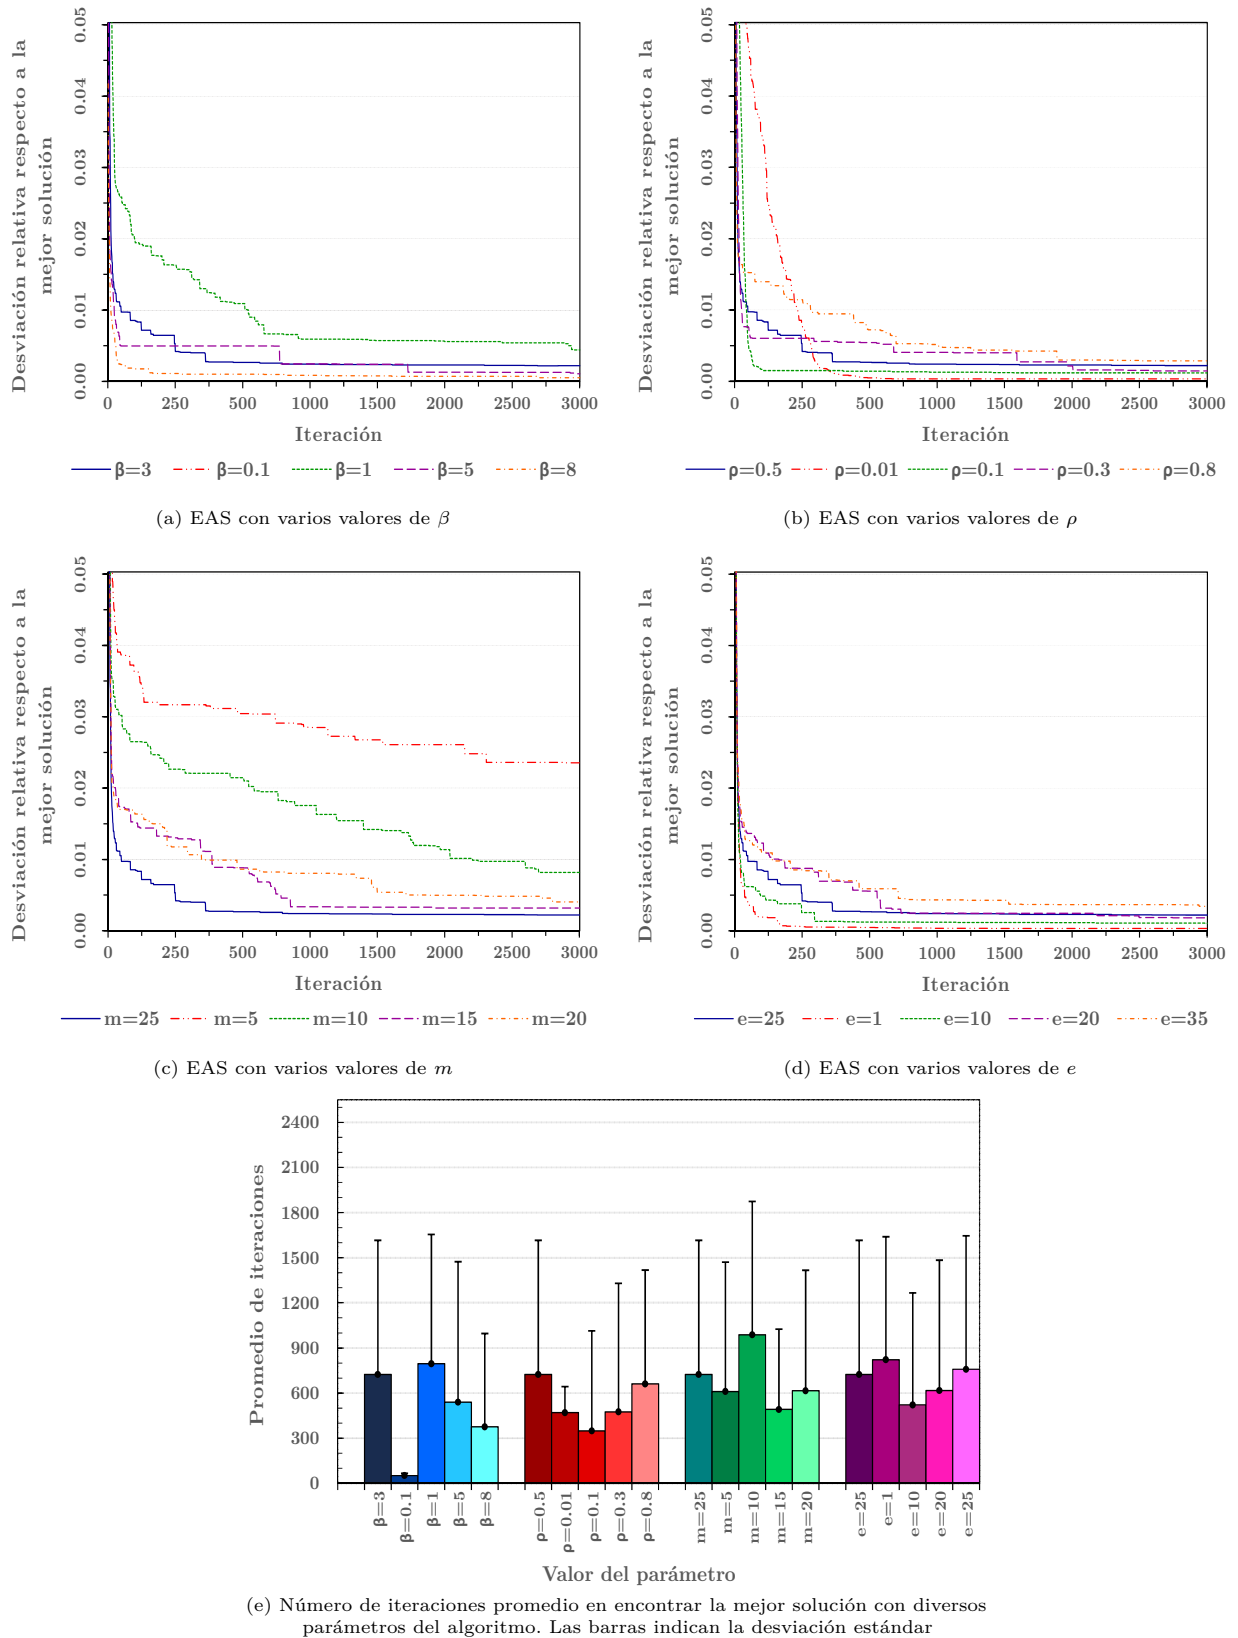 Desviación relativa respecto a la
mejor solución
0.00 0.01 0.02 0.03 0.04 0.05
0 250 500 1000 1500 2000 2500 3000
Iteración
β=3 β=0.1 β=1 β=5 β=8
(a) EAS con varios valores de β
Desviación relativa respecto a la
mejor solución
0.00 0.01 0.02 0.03 0.04 0.05
0 250 500 1000 1500 2000 2500 3000
Iteración
ρ=0.5 ρ=0.01 ρ=0.1 ρ=0.3 ρ=0.8
(b) EAS con varios valores de ρ
Desviación relativa respecto a la
mejor solución
0.00 0.01 0.02 0.03 0.04 0.05
0 250 500 1000 1500 2000 2500 3000
Iteración
m=25 m=5 m=10 m=15 m=20
(c) EAS con varios valores de m
Desviación relativa respecto a la
mejor solución
0.00 0.01 0.02 0.03 0.04 0.05
0 250 500 1000 1500 2000 2500 3000
Iteración
e=25 e=1 e=10 e=20 e=35
(d) EAS con varios valores de e
Promedio de iteraciones
2400
2100
1800
1500
1200
900
600
300
0
β=3 β=0.1 β=1 β=5 β=8 ρ=0.5 ρ=0.01 ρ=0.1 ρ=0.3 ρ=0.8 m=25 m=5 m=10 m=15 m=20 e=25 e=1 e=10 e=20 e=25
Valor del parámetro
(e) Número de iteraciones promedio en encontrar la mejor solución con diversos
parámetros del algoritmo. Las barras indican la desviación estándar